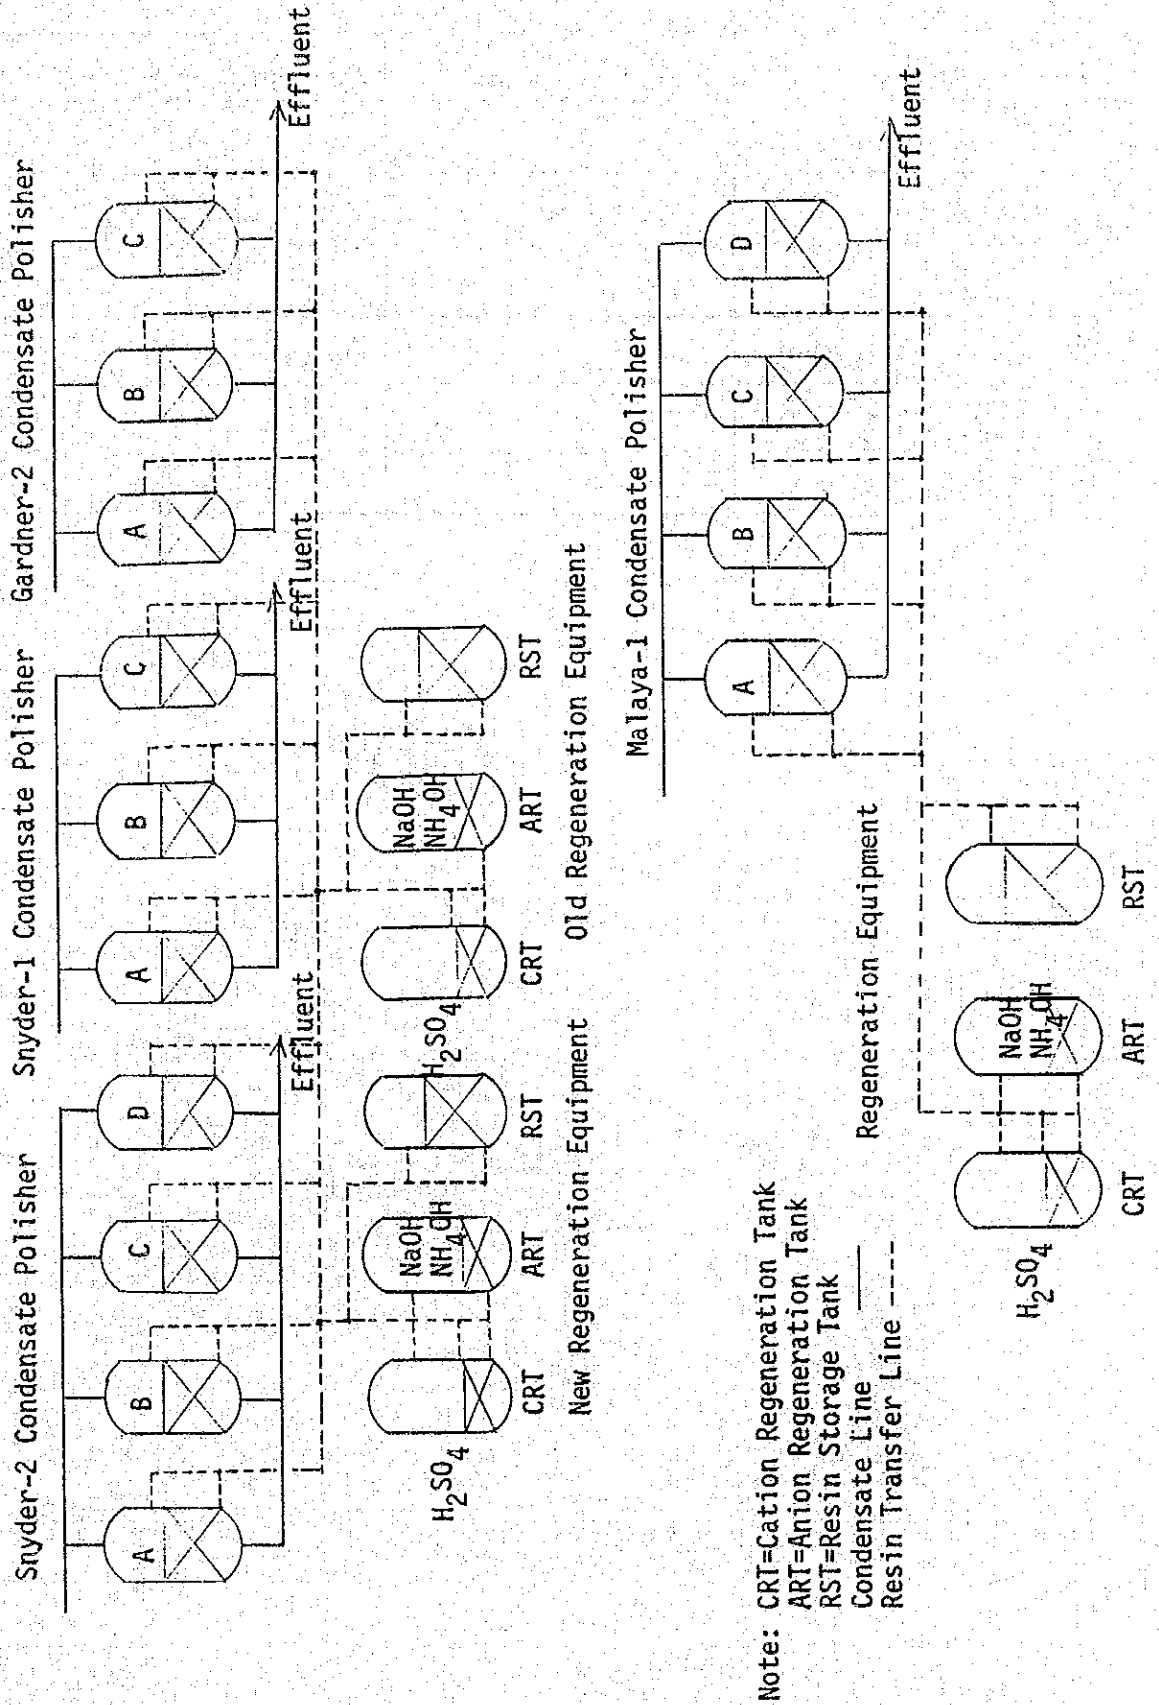 Snyder-2 Condensate Polisher
Snyder-1 Condensate Polisher
Gardner-2 Condensate Polisher
A
B
C
D
Effluent
A
B
C
Effluent
A
B
C
Effluent
H2SO4
NaOH
NH4OH
CRT
ART
RST
New Regeneration Equipment
H2SO4
NaOH
NH4OH
CRT
ART
RST
Old Regeneration Equipment
Malaya-1 Condensate Polisher
A
B
C
D
Effluent
Regeneration Equipment
H2SO4
NaOH
NH4OH
CRT
ART
RST
Note: CRT=Cation Regeneration Tank
ART=Anion Regeneration Tank
RST=Resin Storage Tank
Condensate Line
Resin Transfer Line